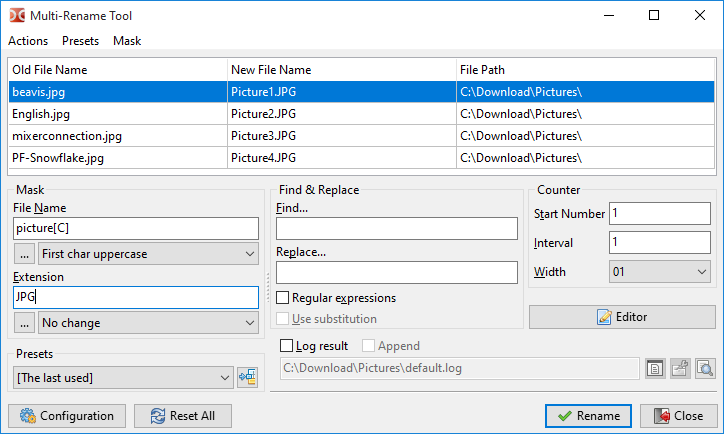 Multi-Rename Tool
Actions Presets Mask
Old File Name New File Name File Path
beavis.jpg Picture1.JPG C:\Download\Pictures\
English.jpg Picture2.JPG C:\Download\Pictures\
mixerconnection.jpg Picture3.JPG C:\Download\Pictures\
PF-Snowflake.jpg Picture4.JPG C:\Download\Pictures\
Mask
File Name
picture[C]
... First char uppercase
Extension
JPG
... No change
Find & Replace
Find...
Replace...
Regular expressions
Use substitution
Counter
Start Number 1
Interval 1
Width 01
Editor
Presets
[The last used]
Log result Append
C:\Download\Pictures\default.log
Configuration Reset All Rename Close